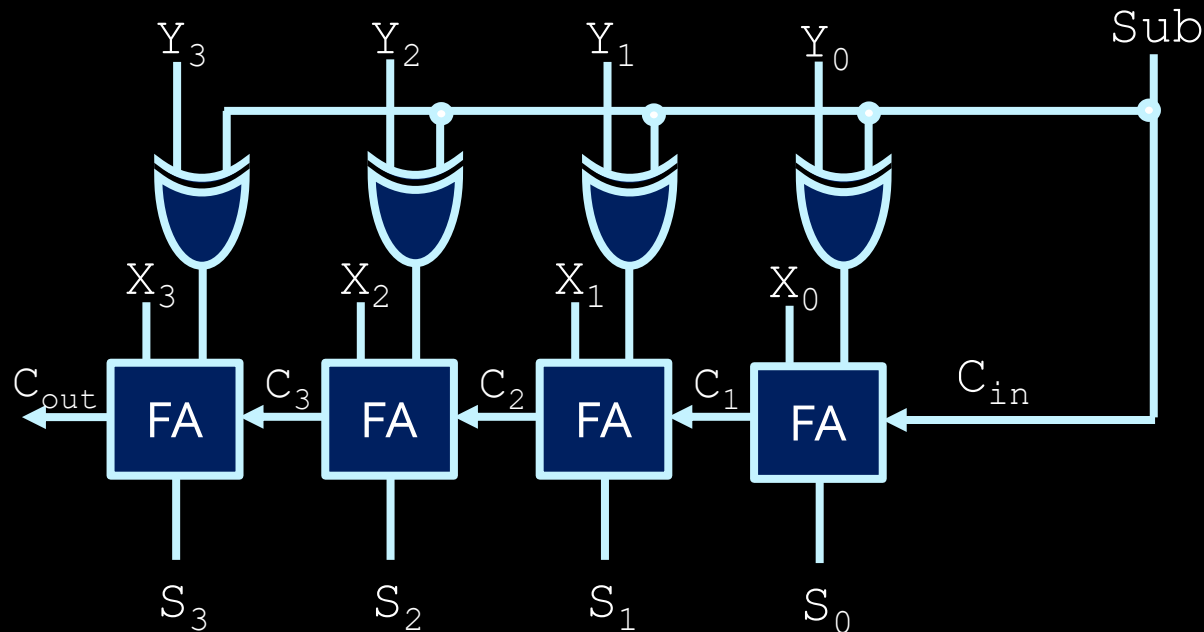 Y3 Y2 Y1 Y0 Sub
X3 X2 X1 X0
Cout C3 C2 C1 Cin
FA FA FA FA
S3 S2 S1 S0